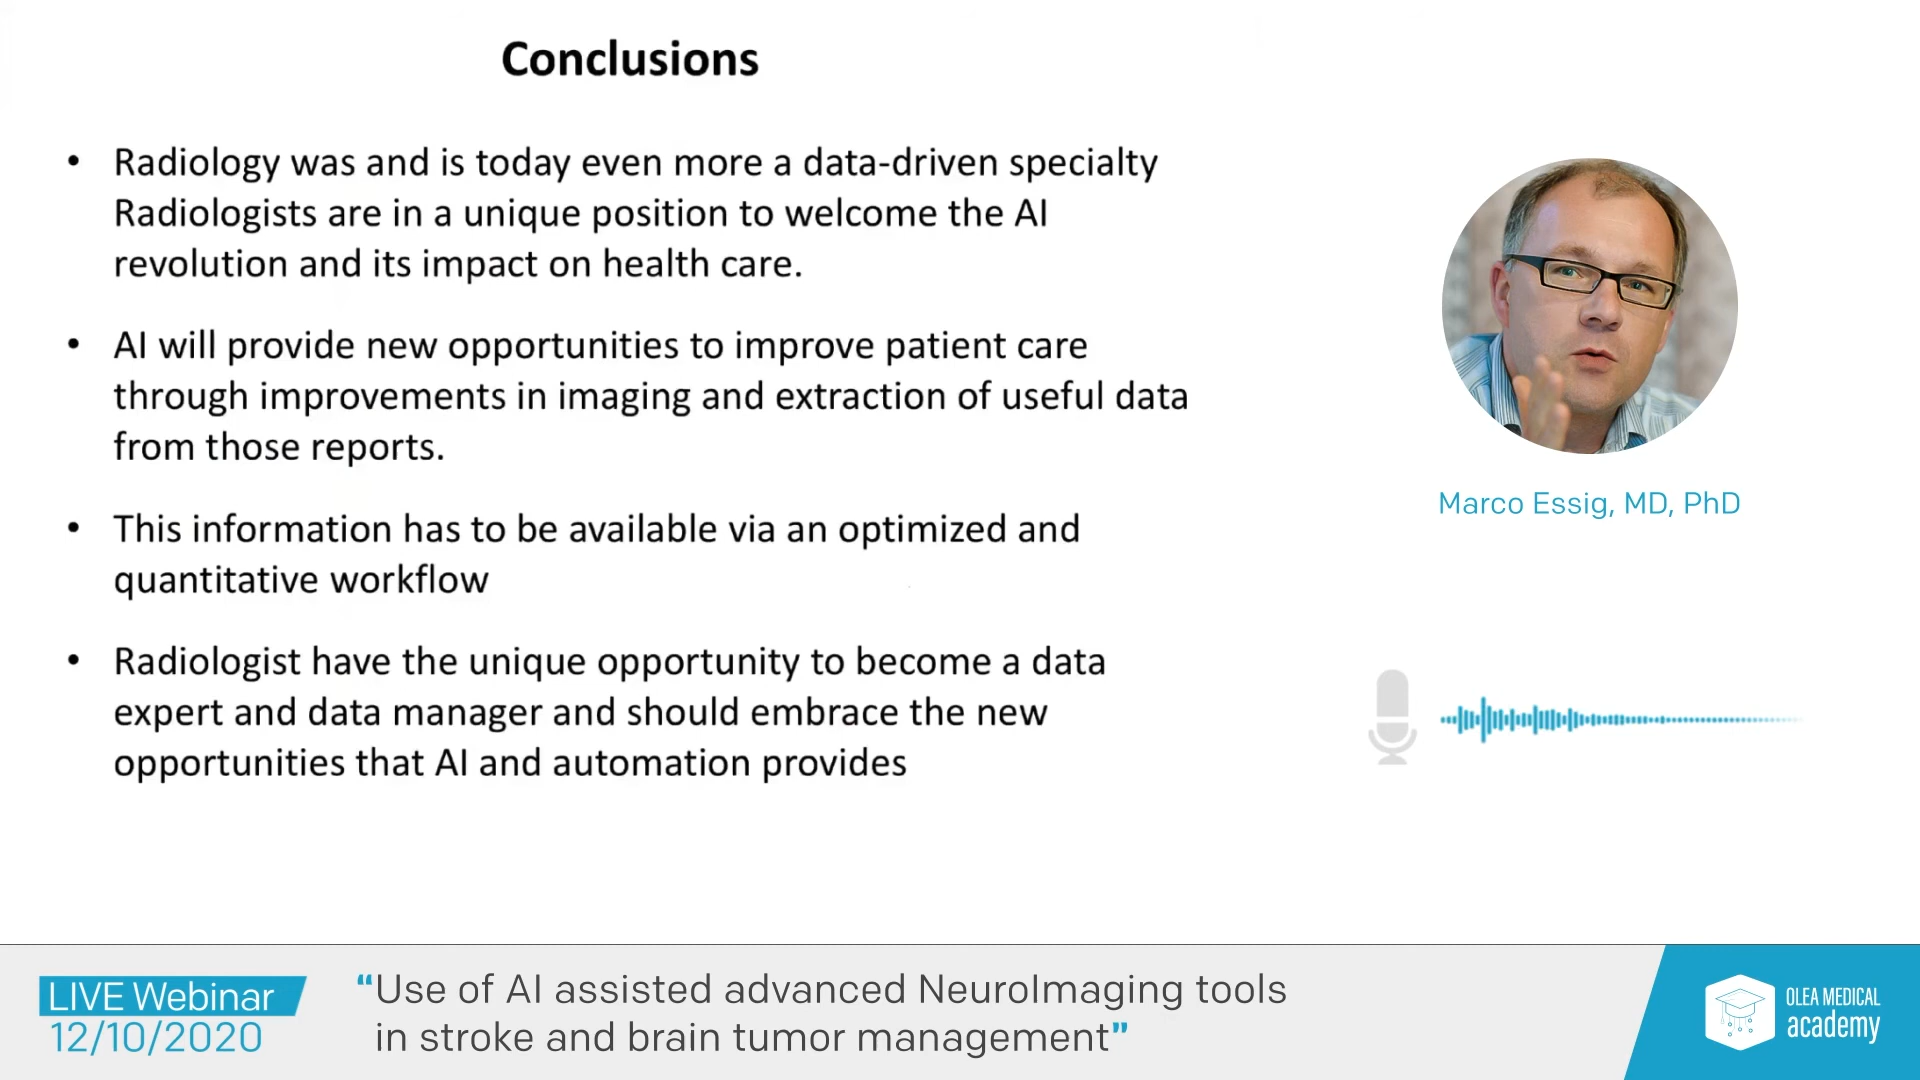 Conclusions
• Radiology was and is today even more a data-driven specialty
Radiologists are in a unique position to welcome the AI
revolution and its impact on health care.
• AI will provide new opportunities to improve patient care
through improvements in imaging and extraction of useful data
from those reports.
• This information has to be available via an optimized and
quantitative workflow
• Radiologist have the unique opportunity to become a data
expert and data manager and should embrace the new
opportunities that AI and automation provides
Marco Essig, MD, PhD
LIVE Webinar
12/10/2020
“Use of AI assisted advanced NeuroImaging tools
in stroke and brain tumor management”
OLEA MEDICAL
academy